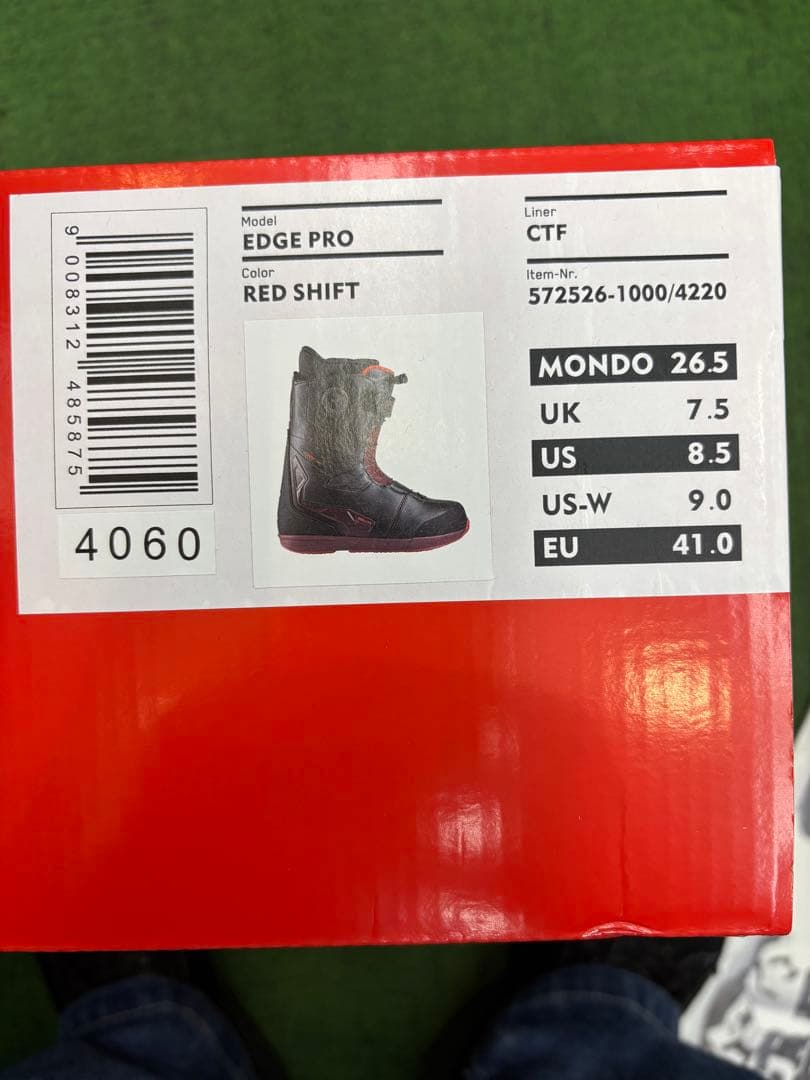 9 008312 485875
4060
Model
EDGE PRO
Color
RED SHIFT
Liner
CTF
Item-Nr.
572526-1000/4220
MONDO 26.5
UK 7.5
US 8.5
US-W 9.0
EU 41.0